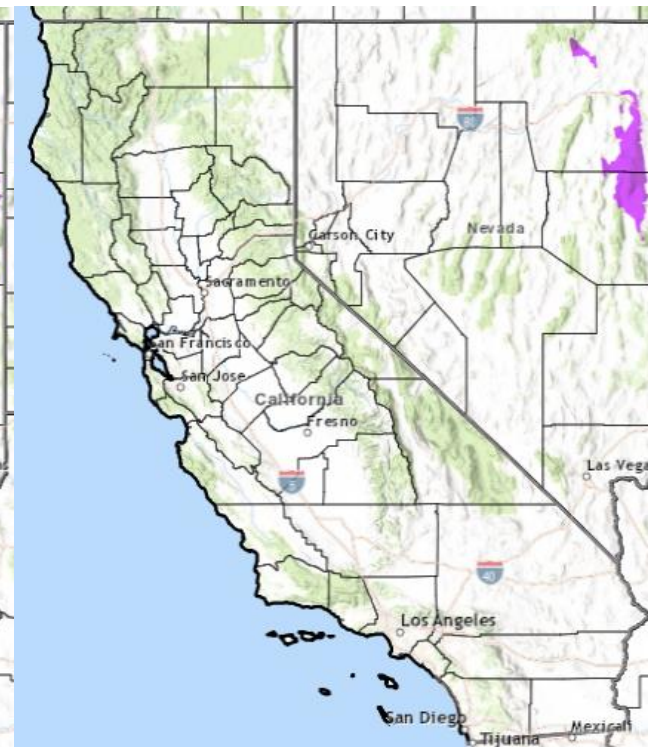 80
Carson City
Nevada
Sacramento
San Francisco
San Jose
California
Fresno
5
Las Vega
40
Los Angeles
San Diego
Mexicali
Tijuana